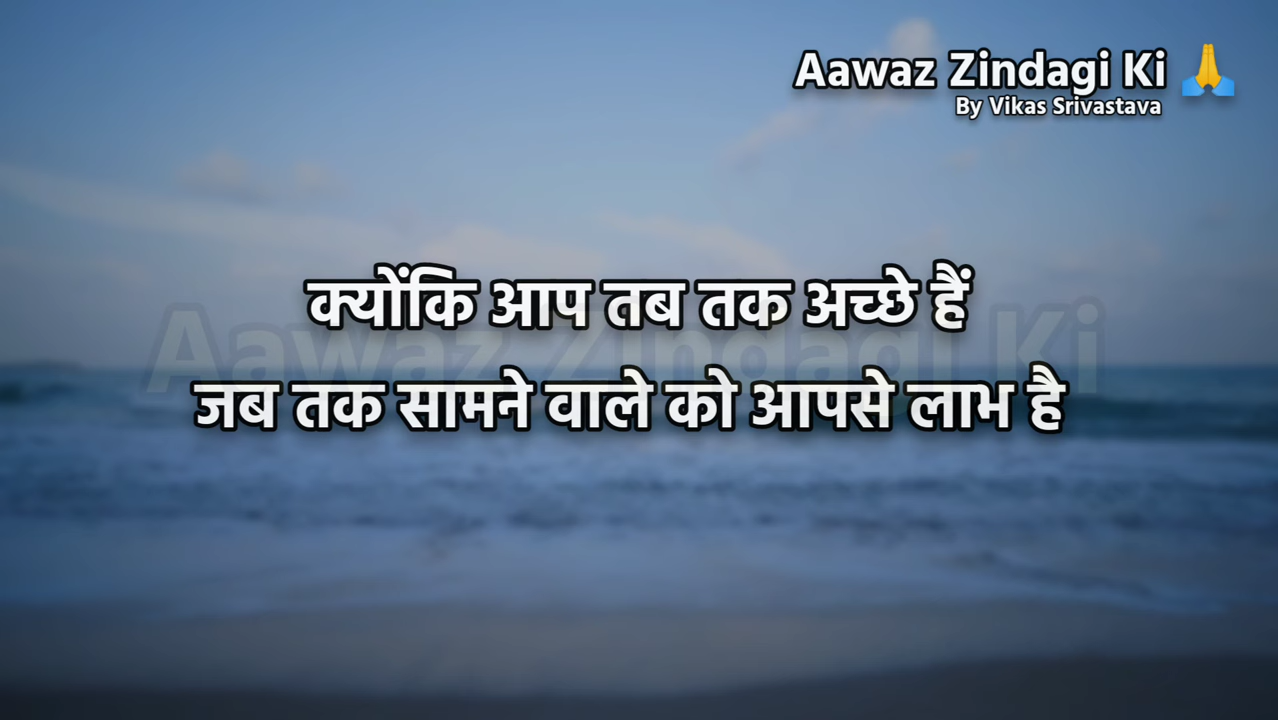 Aawaz Zindagi Ki 🙏
By Vikas Srivastava
क्योंकि आप तब तक अच्छे हैं
Aawaz Zindagi Ki
जब तक सामने वाले को आपसे लाभ है